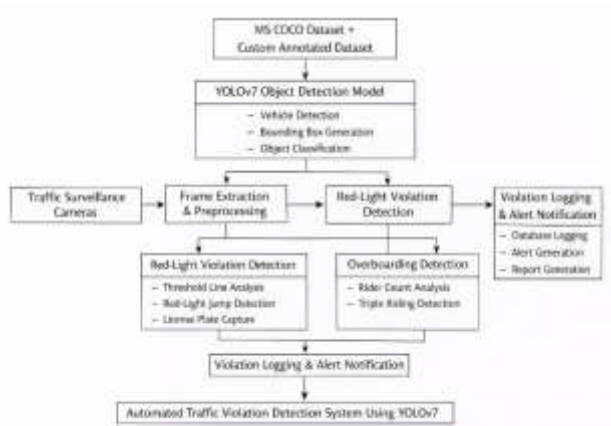 MS COCO Dataset +
Custom Annotated Dataset
YOLOv7 Object Detection Model
– Vehicle Detection
– Bounding Box Generation
– Object Classification
Traffic Surveillance
Cameras
Frame Extraction
& Preprocessing
Red-Light Violation
Detection
Violation Logging
& Alert Notification
– Database Logging
– Alert Generation
– Report Generation
Red-Light Violation Detection
– Threshold Line Analysis
– Red-Light Jump Detection
– License Plate Capture
Overboarding Detection
– Rider Count Analysis
– Triple Riding Detection
Violation Logging & Alert Notification
Automated Traffic Violation Detection System Using YOLOv7